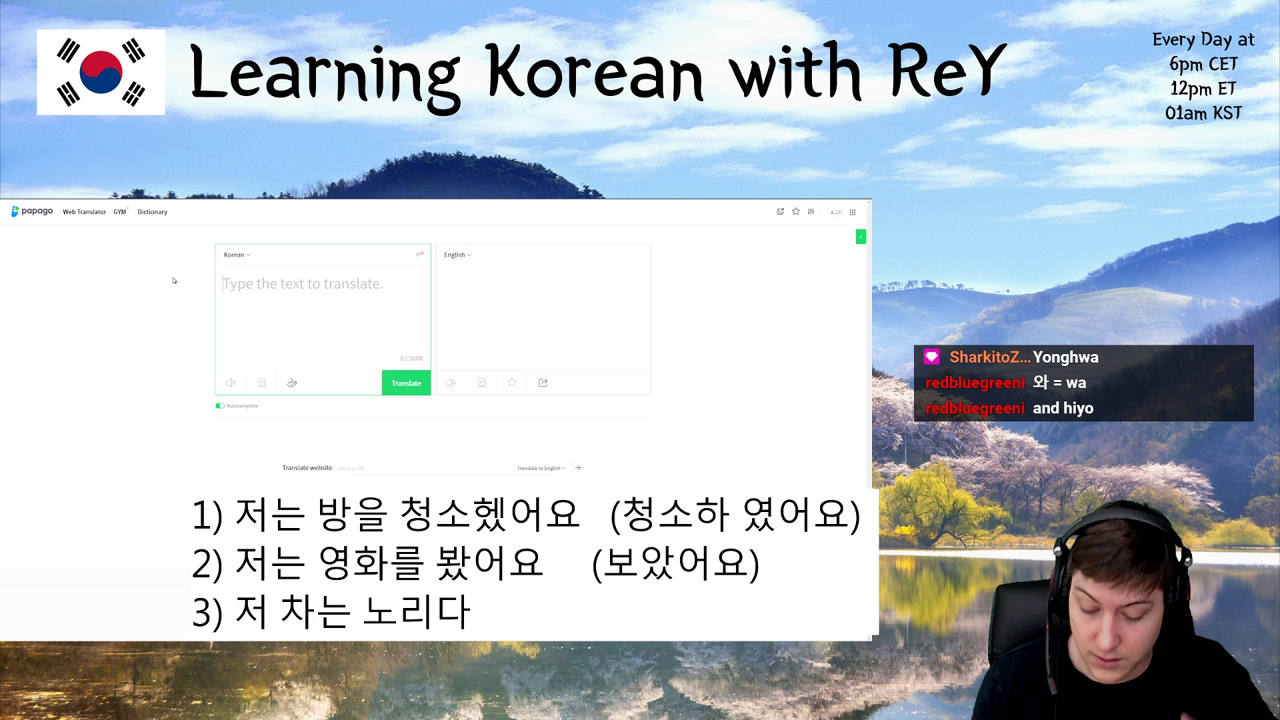 Learning Korean with ReY
Every Day at
6pm CET
12pm ET
01am KST
papago Web Translator GYM Dictionary
Korean
English
Type the text to translate.
0 / 5000
Translate
Autocomplete
Translate website Enter a URL. Translate to English
SharkitoZ... Yonghwa
redbluegreeni 와 = wa
redbluegreeni and hiyo
1) 저는 방을 청소헀어요 (청소하 였어요)
2) 저는 영화를 봤어요 (보았어요)
3) 저 차는 노리다